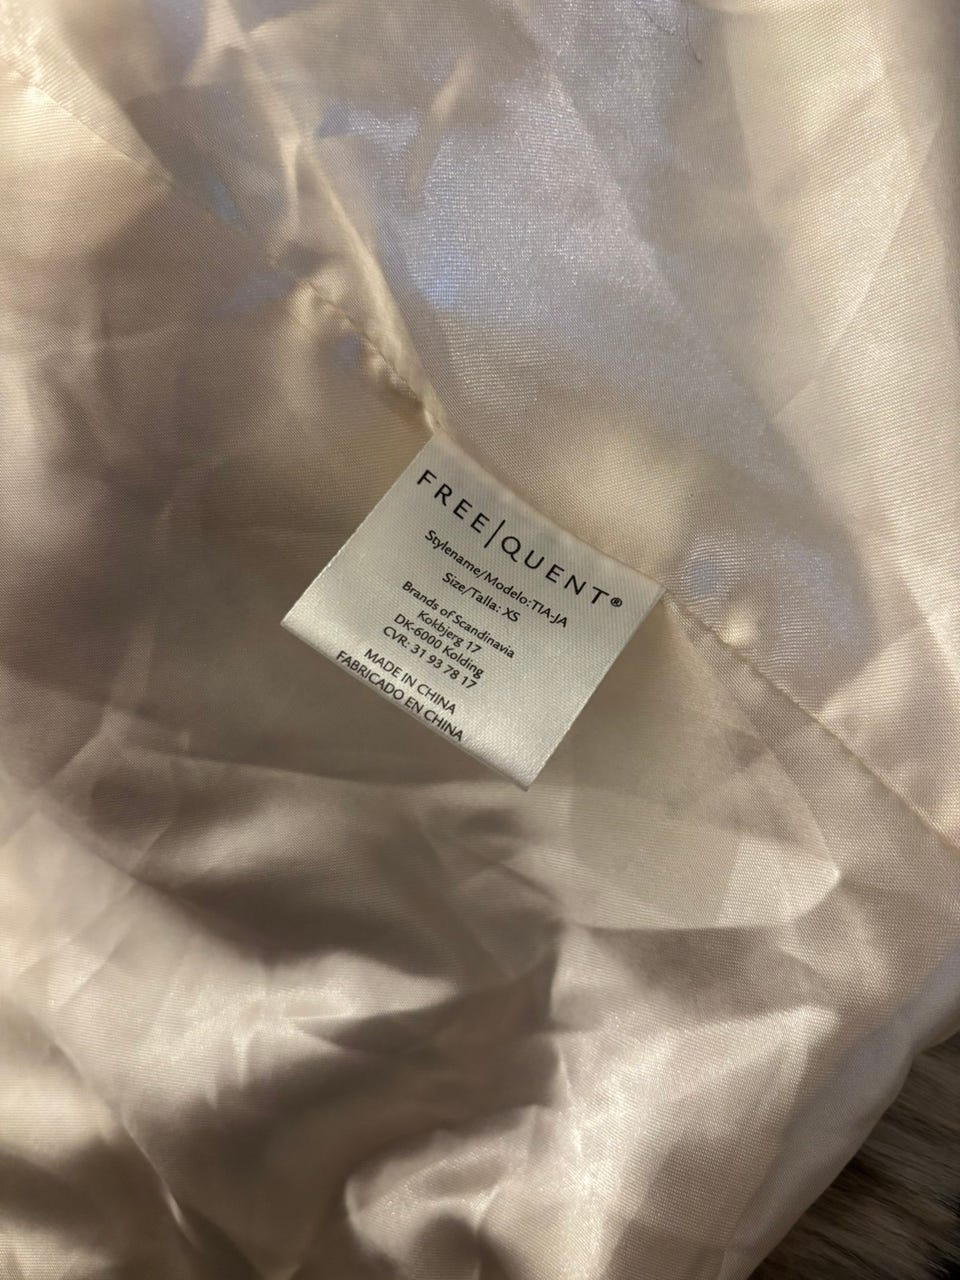 FREE|QUENT®
Stylename/Modelo: TIA-JA
Size/Talla: XS
Brands of Scandinavia
Kokbjerg 17
DK-6000 Kolding
CVR: 31 93 78 17
MADE IN CHINA
FABRICADO EN CHINA